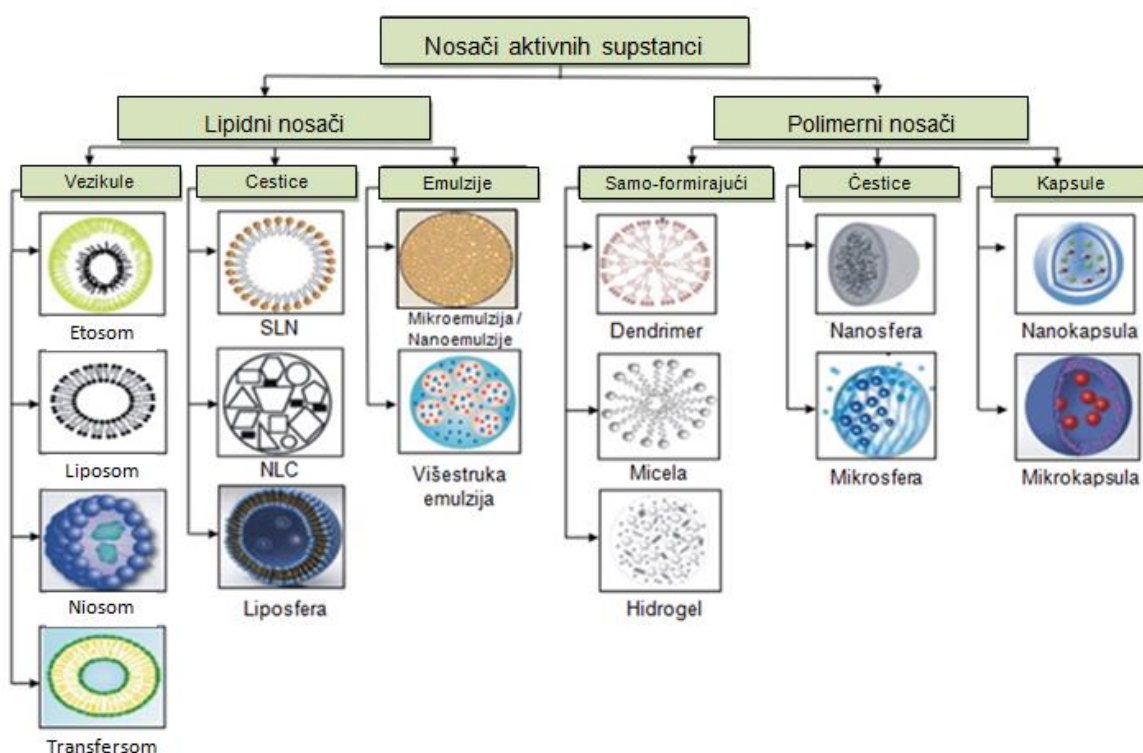 Nosači aktivnih supstanci
Lipidni nosači
Polimerni nosači
Vezikule
Cestice
Emulzije
Samo-formirajući
Čestice
Kapsule
Etosom
SLN
Mikroemulzija /
Nanoemulzije
Dendrimer
Nanosfera
Nanokapsula
Liposom
NLC
Višestruka
emulzija
Micela
Mikrosfera
Mikrokapsula
Niosom
Liposfera
Hidrogel
Transfersom